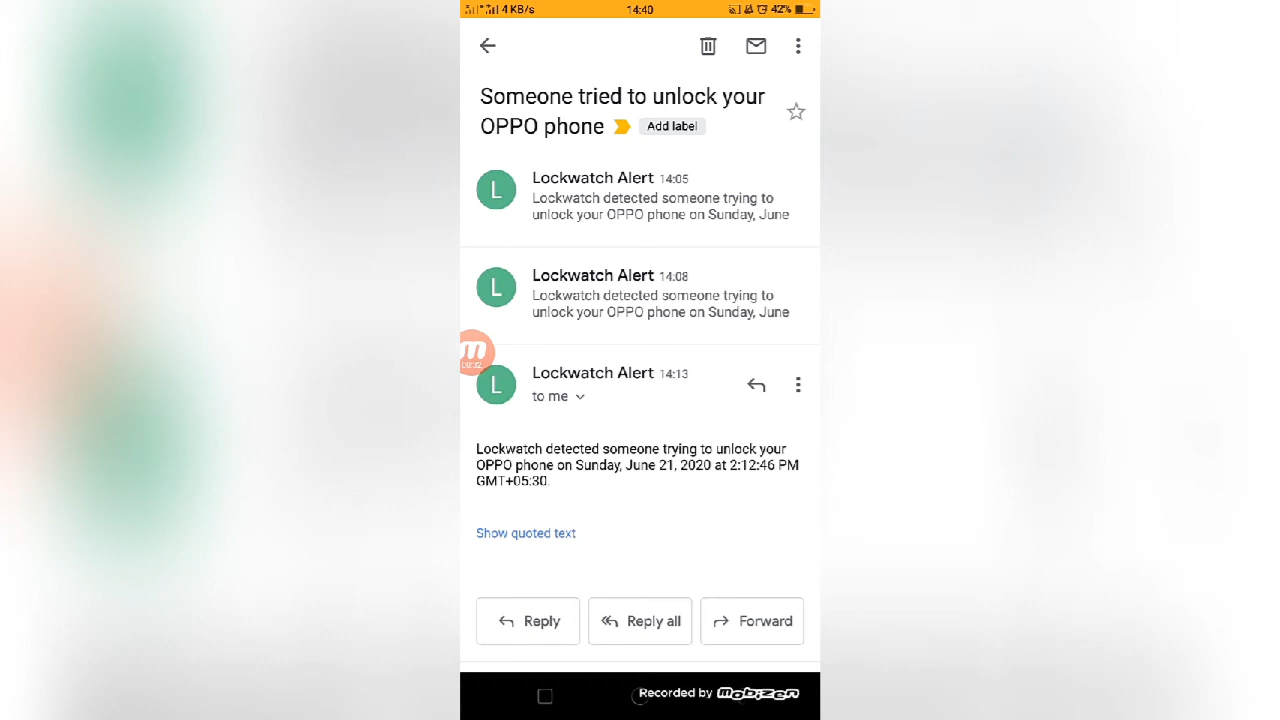 4 KB/s 14:40 42%
Someone tried to unlock your
OPPO phone Add label
L Lockwatch Alert 14:05
Lockwatch detected someone trying to
unlock your OPPO phone on Sunday, June
L Lockwatch Alert 14:08
Lockwatch detected someone trying to
unlock your OPPO phone on Sunday, June
m
L Lockwatch Alert 14:13
to me
Lockwatch detected someone trying to unlock your
OPPO phone on Sunday, June 21, 2020 at 2:12:46 PM
GMT+05:30.
Show quoted text
Reply Reply all Forward
Recorded by mobizen